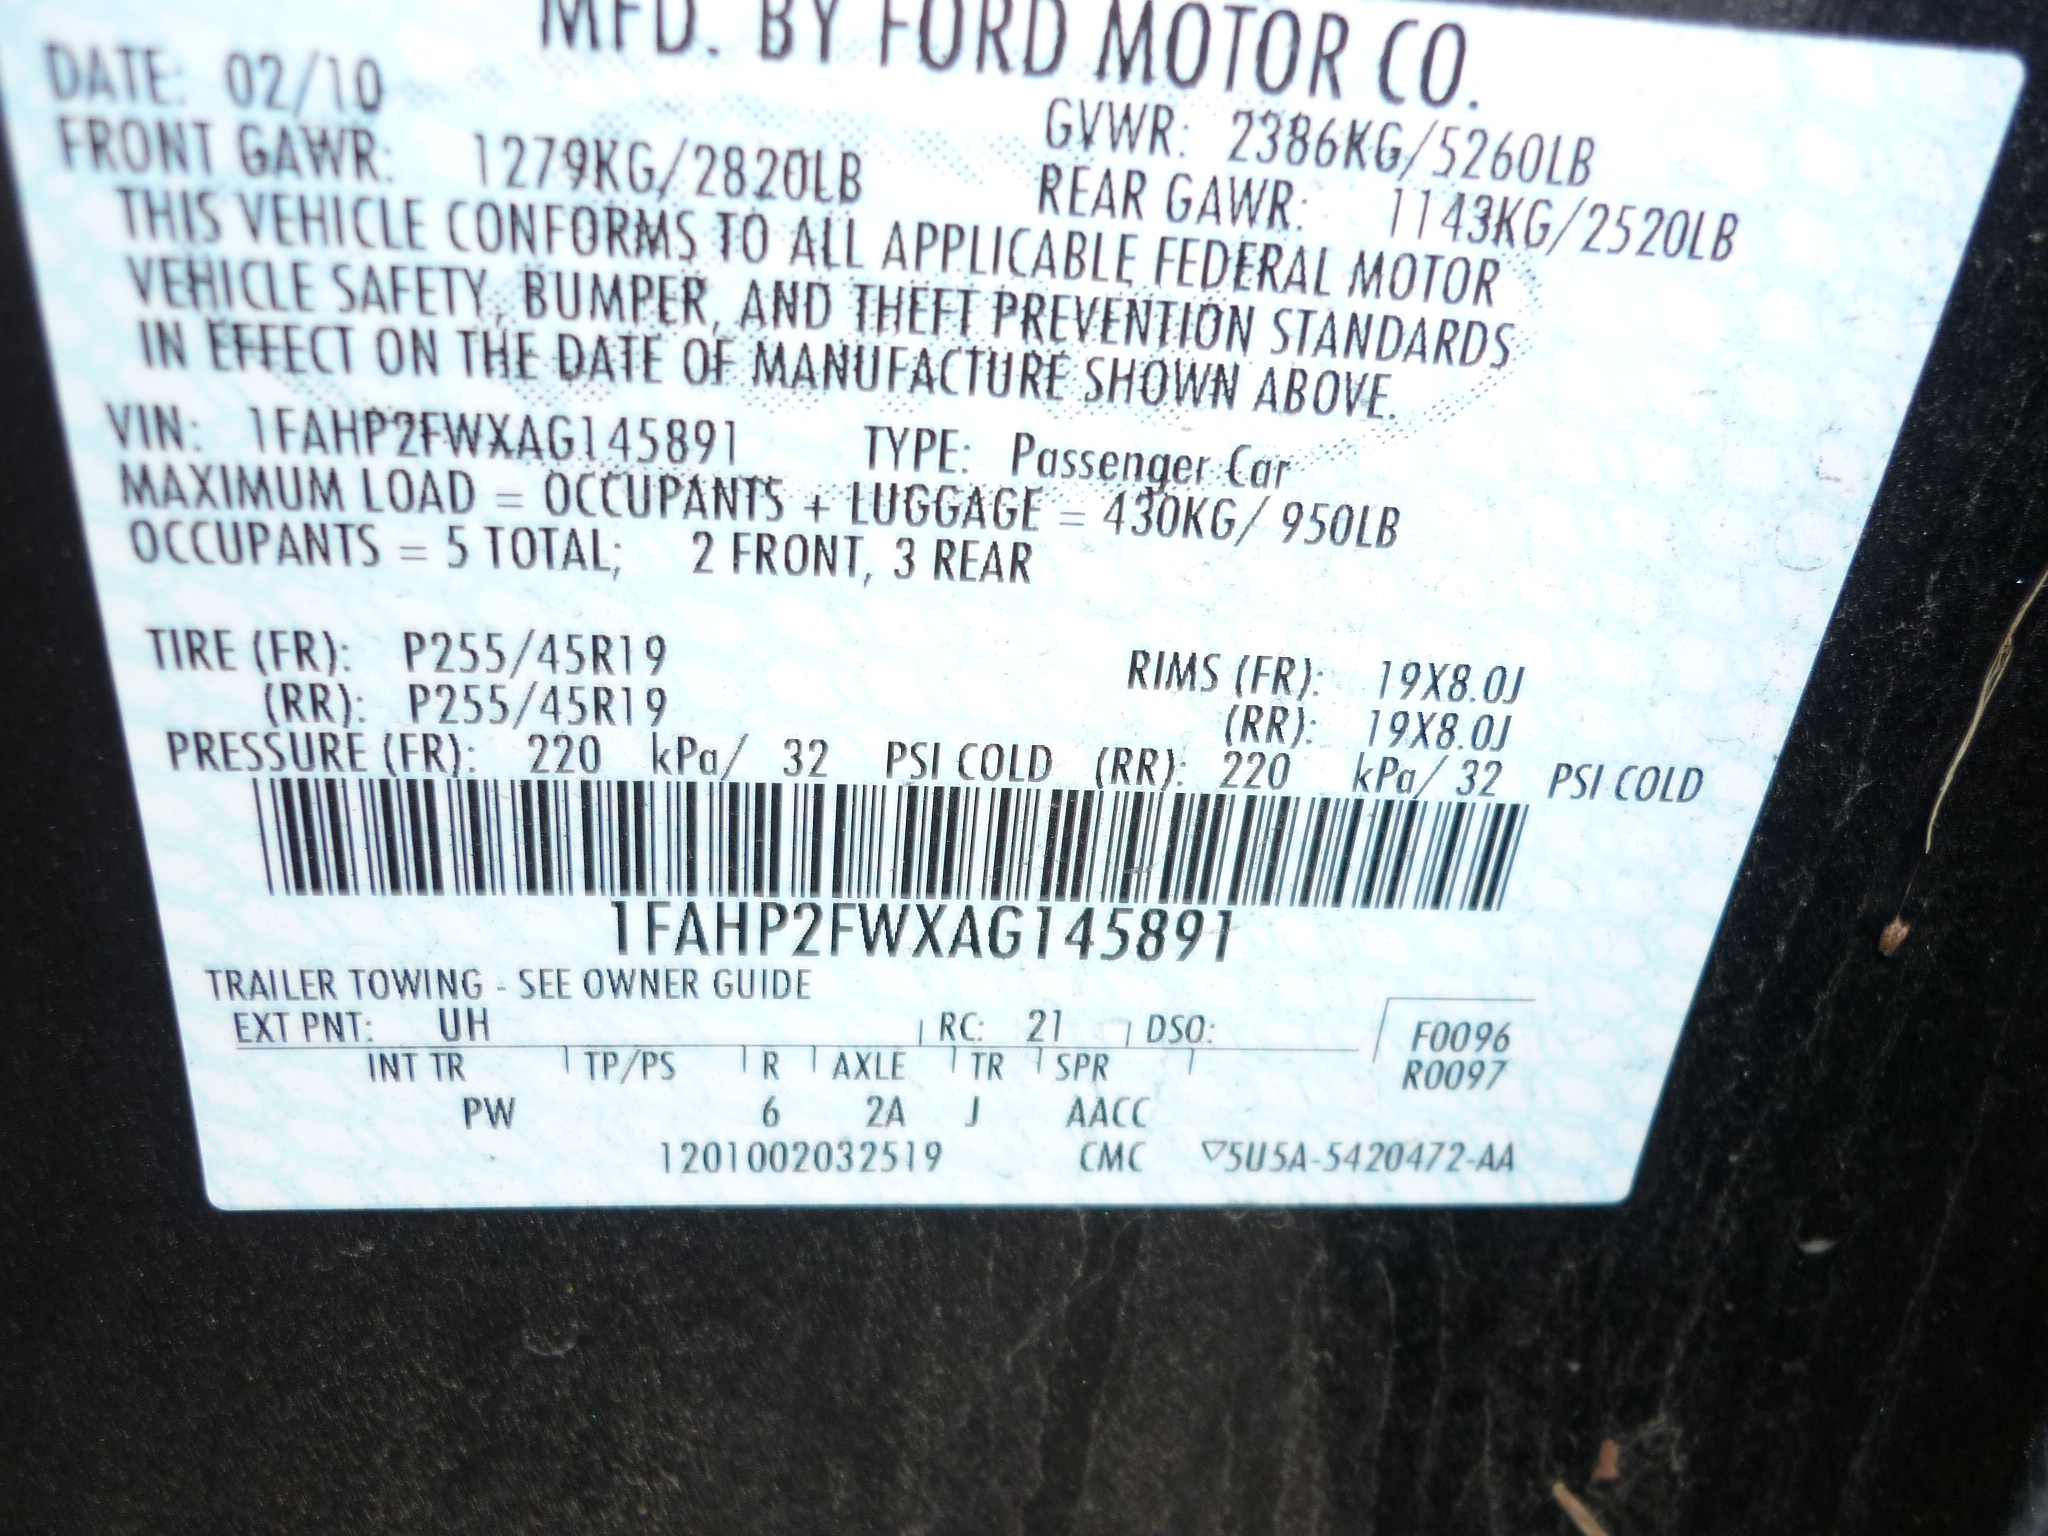 MFD. BY FORD MOTOR CO.
DATE: 02/10 GVWR: 2386KG/5260LB
FRONT GAWR: 1279KG/2820LB REAR GAWR: 1143KG/2520LB
THIS VEHICLE CONFORMS TO ALL APPLICABLE FEDERAL MOTOR
VEHICLE SAFETY, BUMPER, AND THEFT PREVENTION STANDARDS
IN EFFECT ON THE DATE OF MANUFACTURE SHOWN ABOVE.
VIN: 1FAHP2FWXAG145891 TYPE: Passenger Car
MAXIMUM LOAD = OCCUPANTS + LUGGAGE = 430KG/ 950LB
OCCUPANTS = 5 TOTAL; 2 FRONT, 3 REAR
TIRE (FR): P255/45R19 RIMS (FR): 19X8.0J
(RR): P255/45R19 (RR): 19X8.0J
PRESSURE (FR): 220 kPa/ 32 PSI COLD (RR): 220 kPa/ 32 PSI COLD
1FAHP2FWXAG145891
TRAILER TOWING - SEE OWNER GUIDE
EXT PNT: UH RC: 21 DSO: F0096
INT TR TP/PS R AXLE TR SPR R0097
PW 6 2A J AACC
1201002032519 CMC ▽5U5A-5420472-AA